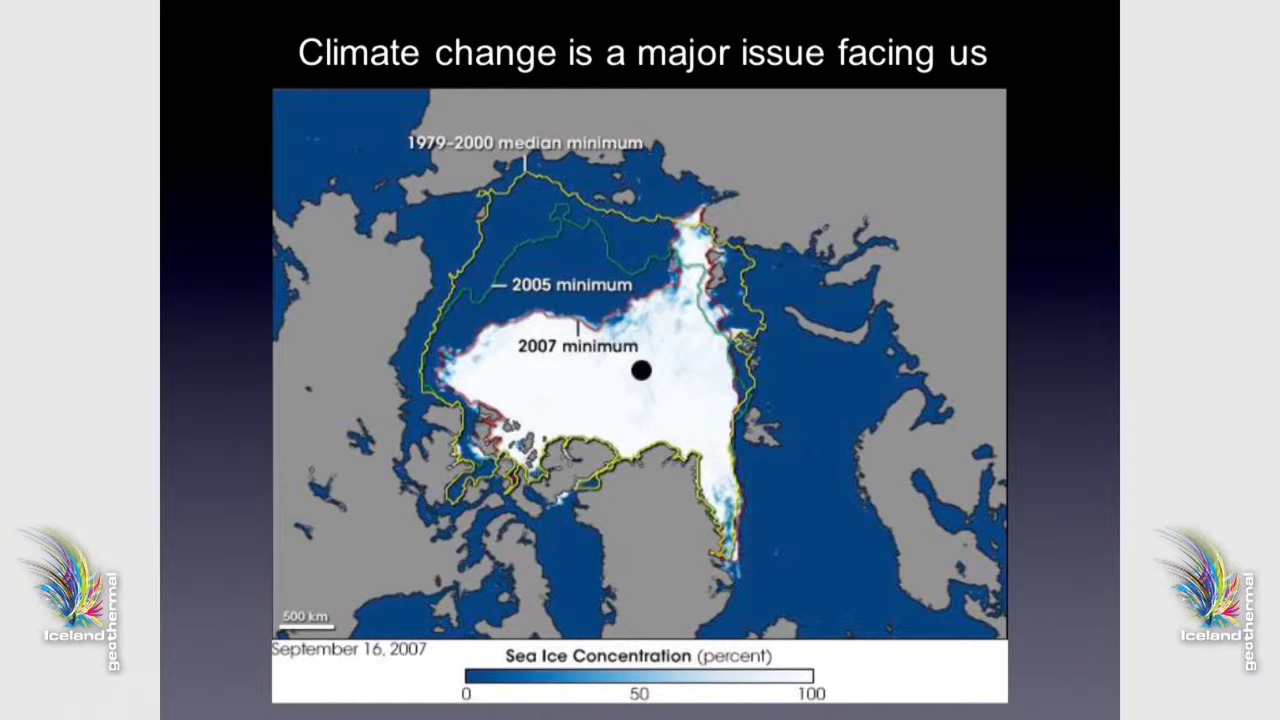 Climate change is a major issue facing us
1979-2000 median minimum
2005 minimum
2007 minimum
500 km
September 16, 2007
Sea Ice Concentration (percent)
0 50 100
Iceland
geothermal
Iceland
geothermal